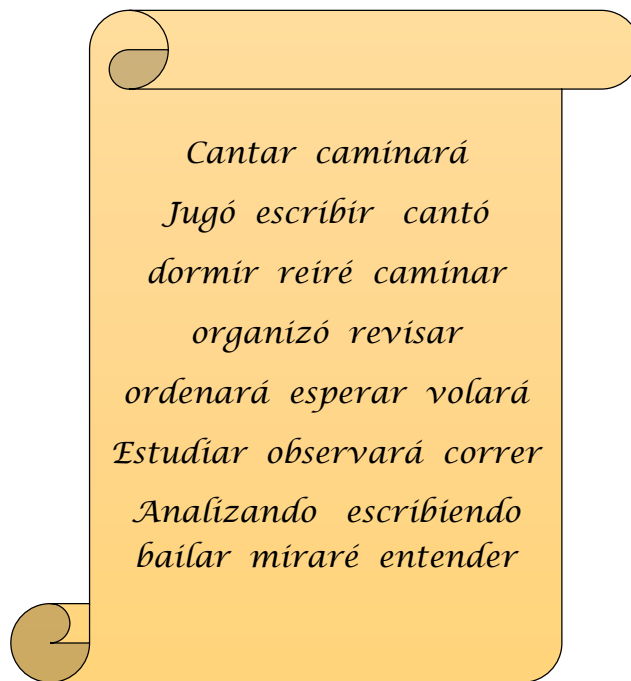 Cantar caminará
Jugó escribir cantó
dormir reiré caminar
organizó revisar
ordenará esperar volará
Estudiar observará correr
Analizando escribiendo
bailar miraré entender